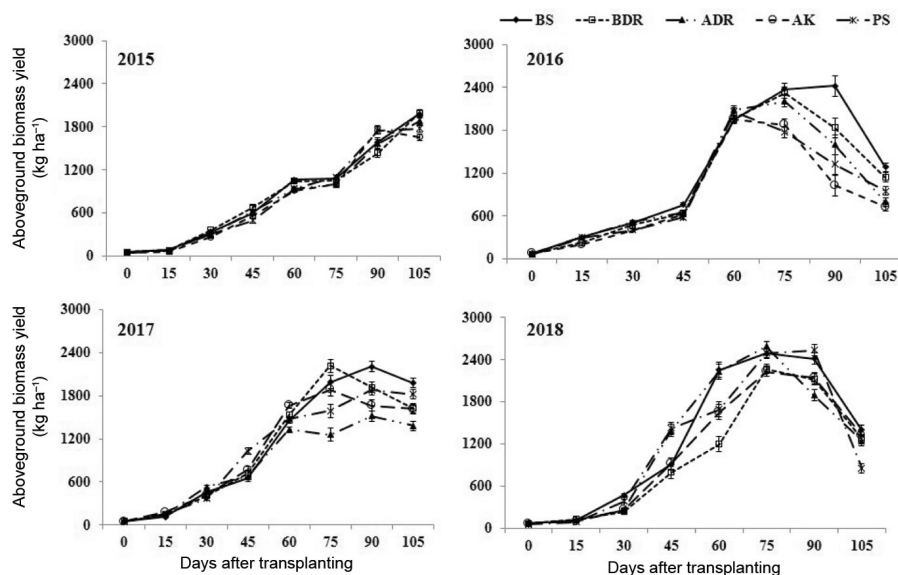 BS BDR ADR AK PS
Aboveground biomass yield
(kg ha⁻¹)
3000
2400
1800
1200
600
0
2015
0 15 30 45 60 75 90 105
3000
2400
1800
1200
600
0
2016
0 15 30 45 60 75 90 105
Aboveground biomass yield
(kg ha⁻¹)
3000
2400
1800
1200
600
0
2017
0 15 30 45 60 75 90 105
Days after transplanting
3000
2400
1800
1200
600
0
2018
0 15 30 45 60 75 90 105
Days after transplanting